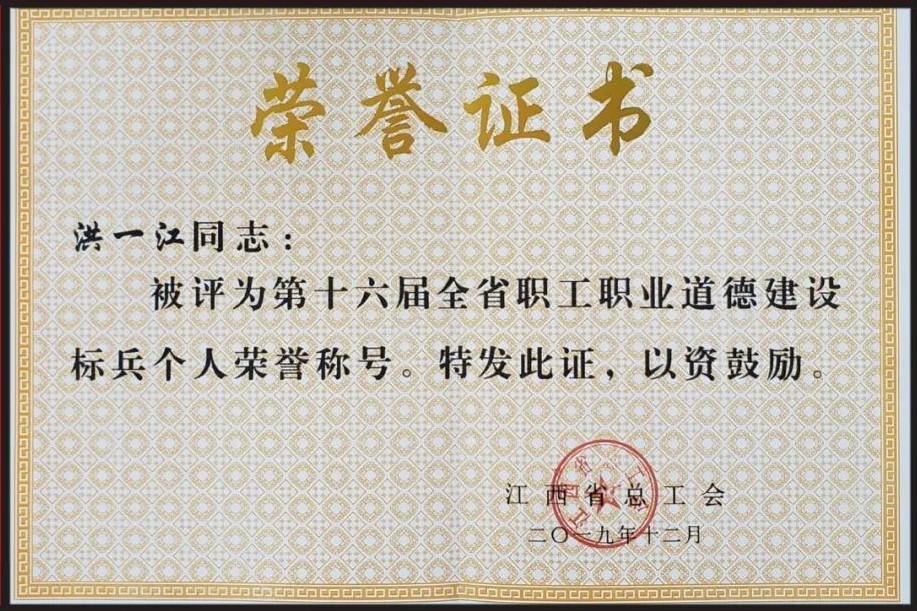 荣誉证书
洪一江同志：
被评为第十六届全省职工职业道德建设
标兵个人荣誉称号。特发此证，以资鼓励。
江西省总工会
二〇一九年十二月